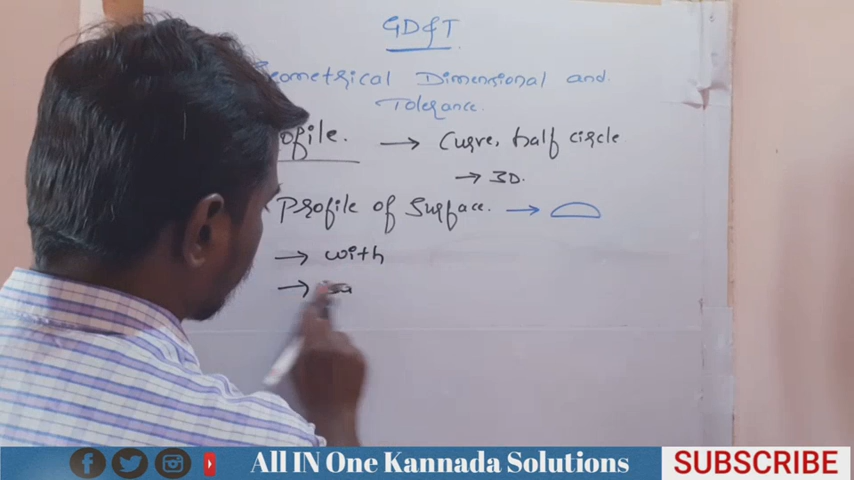 GD&T
Geometrical Dimensional and
Tolerance.
ofile. → Curve, half circle
→ 3D.
Profile of Surface. →
→ with
→
All IN One Kannada Solutions
SUBSCRIBE